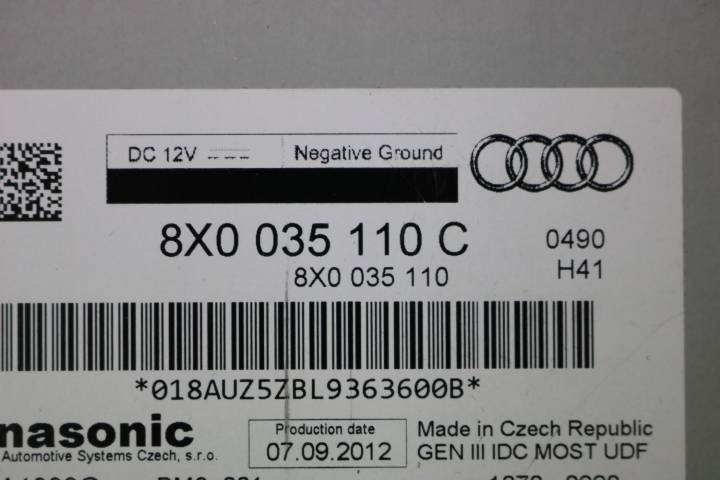 DC 12V Negative Ground
8X0 035 110 C
0490
8X0 035 110
H41
*018AUZ5ZBL9363600B*
nasonic
Automotive Systems Czech, s.r.o.
Production date
07.09.2012
Made in Czech Republic
GEN III IDC MOST UDF